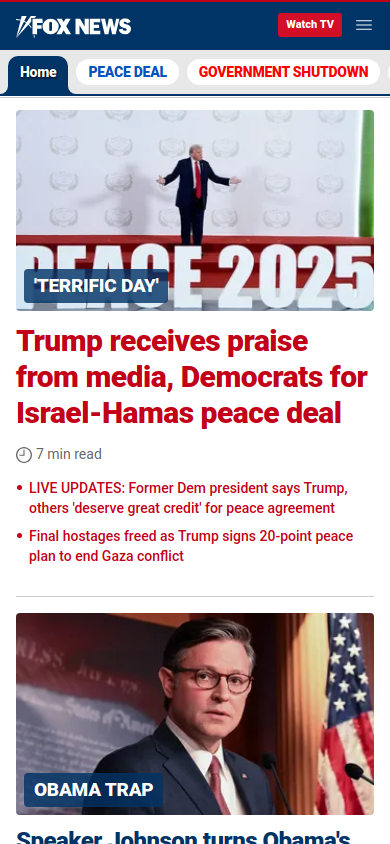 FOX NEWS
Watch TV
Home
PEACE DEAL
GOVERNMENT SHUTDOWN
PEACE 2025
'TERRIFIC DAY'
Trump receives praise
from media, Democrats for
Israel-Hamas peace deal
7 min read
LIVE UPDATES: Former Dem president says Trump,
others 'deserve great credit' for peace agreement
Final hostages freed as Trump signs 20-point peace
plan to end Gaza conflict
OBAMA TRAP
Speaker Johnson turns Obama's